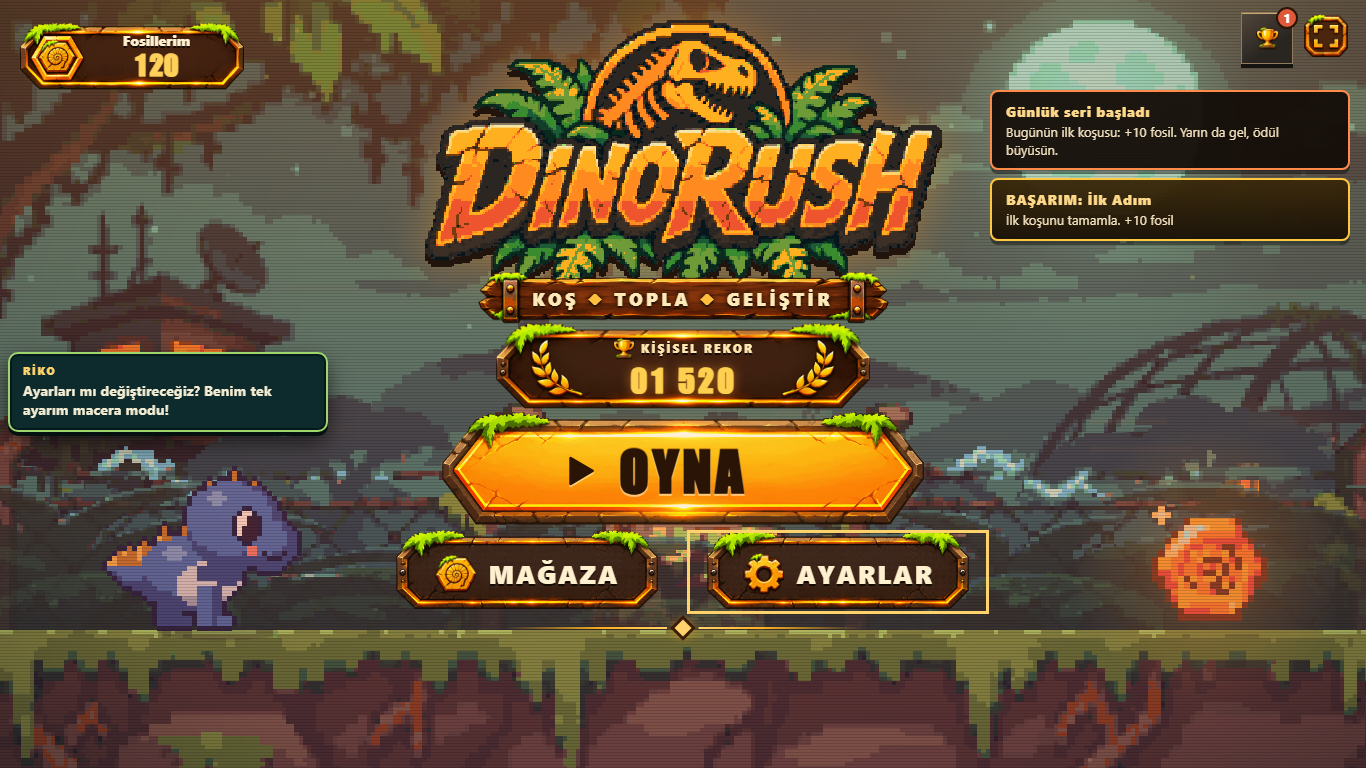 Fosillerim
120
1
DINORUSH
Günlük seri başladı
Bugünün ilk koşusu: +10 fosil. Yarın da gel, ödül
büyüsün.
BAŞARIM: İlk Adım
İlk koşunu tamamla. +10 fosil
KOŞ ◆ TOPLA ◆ GELİŞTİR
KİŞİSEL REKOR
01 520
RİKO
Ayarları mı değiştireceğiz? Benim tek
ayarım macera modu!
OYNA
MAĞAZA
AYARLAR